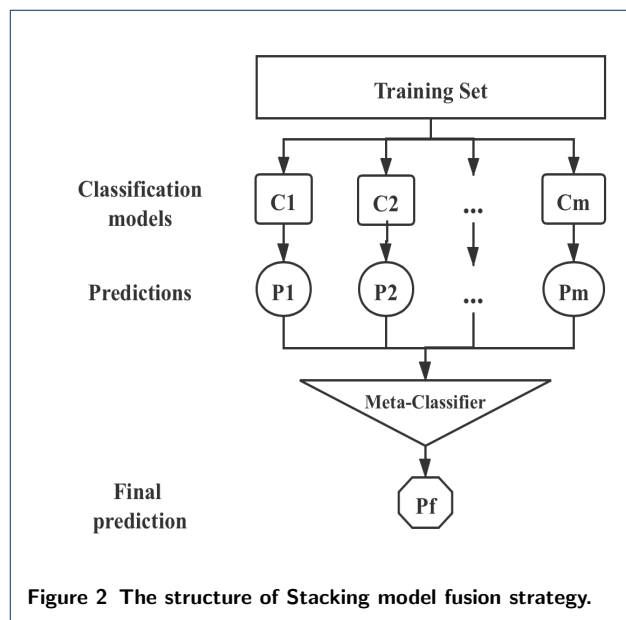 Training Set
Classification
models
C1 C2 ... Cm
Predictions
P1 P2 ... Pm
Meta-Classifier
Final
prediction
Pf
Figure 2 The structure of Stacking model fusion strategy.